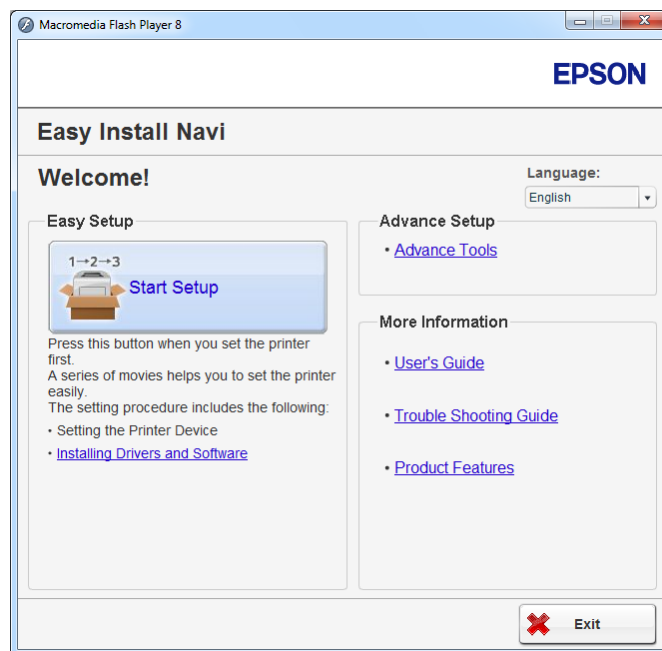 Macromedia Flash Player 8
EPSON
Easy Install Navi
Welcome!
Language:
English
Easy Setup
1→2→3
Start Setup
Press this button when you set the printer
first.
A series of movies helps you to set the printer
easily.
The setting procedure includes the following:
• Setting the Printer Device
• Installing Drivers and Software
Advance Setup
• Advance Tools
More Information
• User's Guide
• Trouble Shooting Guide
• Product Features
Exit